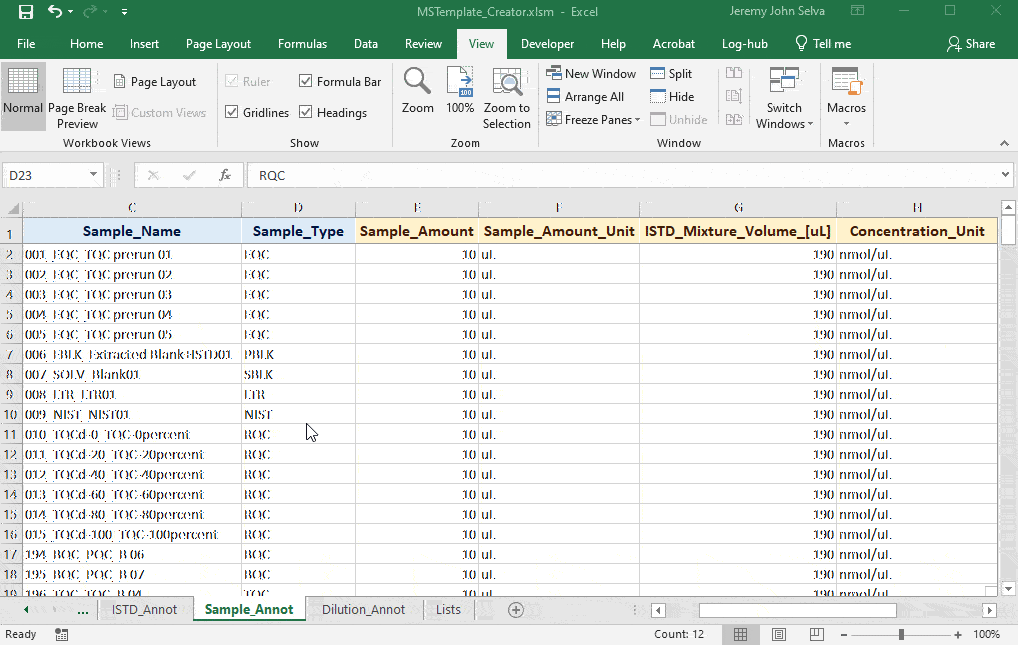 MSTemplate_Creator.xlsm - Excel
Jeremy John Selva
File Home Insert Page Layout Formulas Data Review View Developer Help Acrobat Log-hub Tell me Share
Normal
Page Break Preview
Page Layout
Custom Views
Workbook Views
Ruler
Formula Bar
Gridlines
Headings
Show
Zoom
100%
Zoom to Selection
Zoom
New Window
Arrange All
Freeze Panes
Split
Hide
Unhide
Switch Windows
Window
Macros
Macros
D23 fx RQC
C D E F G H
1 Sample_Name Sample_Type Sample_Amount Sample_Amount_Unit ISTD_Mixture_Volume_[uL] Concentration_Unit
2 001_EQC_TQC prerun 01 EQC 10 uL 190 nmol/uL
3 002_EQC_TQC prerun 02 EQC 10 uL 190 nmol/uL
4 003_EQC_TQC prerun 03 EQC 10 uL 190 nmol/uL
5 004_EQC_TQC prerun 04 EQC 10 uL 190 nmol/uL
6 005_EQC_TQC prerun 05 EQC 10 uL 190 nmol/uL
7 006_EBLK_Extracted Blank+ISTD01 PBLK 10 uL 190 nmol/uL
8 007_SOLV_Blank01 SBLK 10 uL 190 nmol/uL
9 008_LTR_LTR01 LTR 10 uL 190 nmol/uL
10 009_NIST_NIST01 NIST 10 uL 190 nmol/uL
11 010_TQCd-0_TQC-0percent RQC 10 uL 190 nmol/uL
12 011_TQCd-20_TQC-20percent RQC 10 uL 190 nmol/uL
13 012_TQCd-40_TQC-40percent RQC 10 uL 190 nmol/uL
14 013_TQCd-60_TQC-60percent RQC 10 uL 190 nmol/uL
15 014_TQCd-80_TQC-80percent RQC 10 uL 190 nmol/uL
16 015_TQCd-100_TQC-100percent RQC 10 uL 190 nmol/uL
17 194_BQC_PQC_B 06 BQC 10 uL 190 nmol/uL
18 195_BQC_PQC_B 07 BQC 10 uL 190 nmol/uL
19 196_TQC_TQC_B 04 TQC 10 uL 190 nmol/uL
... ISTD_Annot Sample_Annot Dilution_Annot Lists
Ready Count: 12 100%